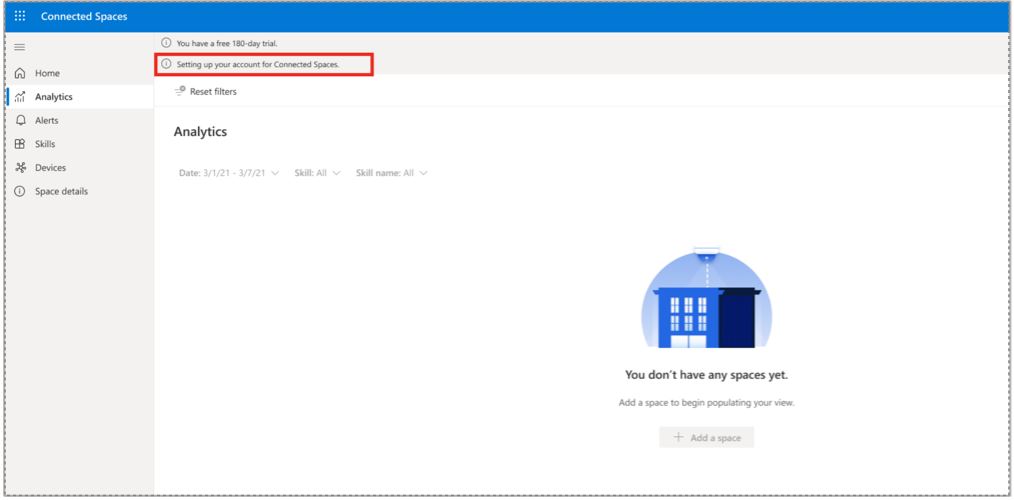 Connected Spaces
You have a free 180-day trial.
Setting up your account for Connected Spaces.
Home
Analytics
Alerts
Skills
Devices
Space details
Reset filters
Analytics
Date: 3/1/21 - 3/7/21 Skill: All Skill name: All
You don't have any spaces yet.
Add a space to begin populating your view.
+ Add a space